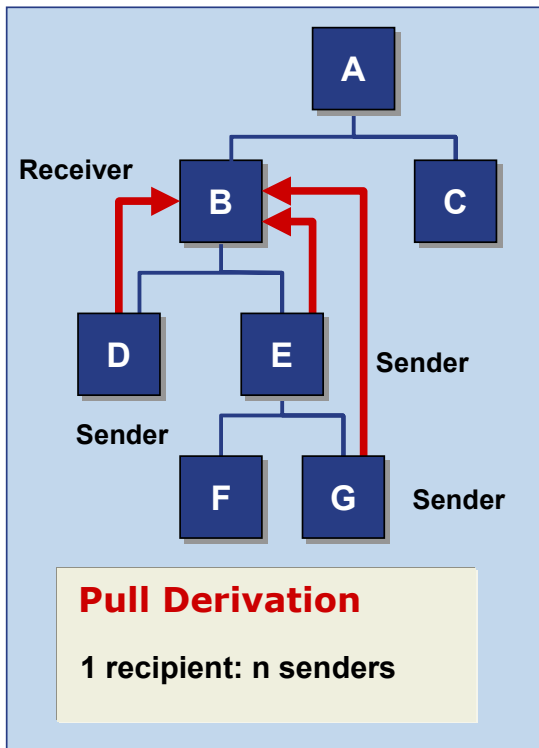 A
Receiver
B
C
D
E
Sender
Sender
F
G
Sender
Pull Derivation
1 recipient: n senders